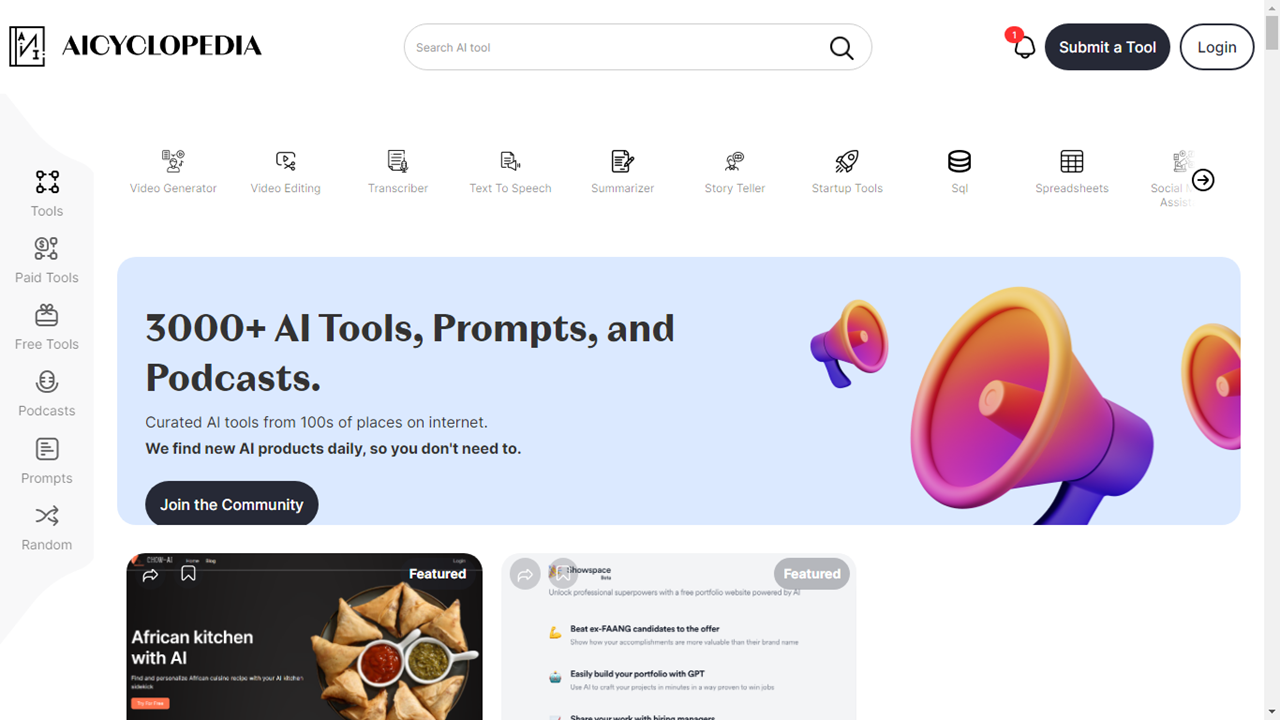 AICYCLOPEDIA
Search AI tool
1
Submit a Tool
Login
Video Generator
Video Editing
Transcriber
Text To Speech
Summarizer
Story Teller
Startup Tools
Sql
Spreadsheets
Social
Assist
Tools
Paid Tools
Free Tools
Podcasts
Prompts
Random
3000+ AI Tools, Prompts, and
Podcasts.
Curated AI tools from 100s of places on internet.
We find new AI products daily, so you don't need to.
Join the Community
CHOW-AI
Home
Blog
Login
Featured
African kitchen
with AI
Find and personalize African cuisine recipe with your AI kitchen
sidekick
Try For Free
Showspace
Beta
Featured
Unlock professional superpowers with a free portfolio website powered by AI
Beat ex-FAANG candidates to the offer
Show how your accomplishments are more valuable than their brand name
Easily build your portfolio with GPT
Use AI to craft your projects in minutes in a way proven to win jobs
Share your work with hiring managers